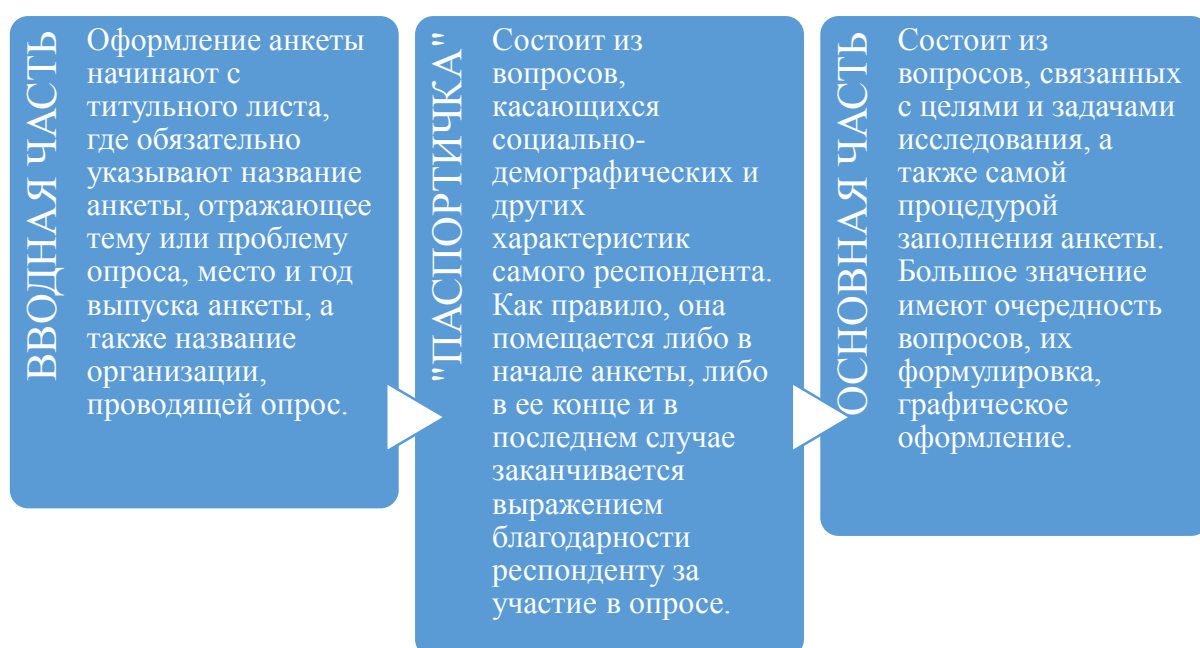 ВВОДНАЯ ЧАСТЬ
Оформление анкеты
начинают с
титульного листа,
где обязательно
указывают название
анкеты, отражающее
тему или проблему
опроса, место и год
выпуска анкеты, а
также название
организации,
проводящей опрос.
"ПАСПОРТИЧКА"
Состоит из
вопросов,
касающихся
социально-
демографических и
других
характеристик
самого респондента.
Как правило, она
помещается либо в
начале анкеты, либо
в ее конце и в
последнем случае
заканчивается
выражением
благодарности
респонденту за
участие в опросе.
ОСНОВНАЯ ЧАСТЬ
Состоит из
вопросов, связанных
с целями и задачами
исследования, а
также самой
процедурой
заполнения анкеты.
Большое значение
имеют очередность
вопросов, их
формулировка,
графическое
оформление.